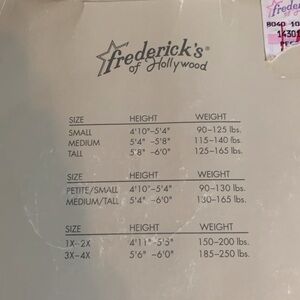 frederick's®
of Hollywood
SIZE HEIGHT WEIGHT
SMALL 4'10"-5'4" 90-125 lbs.
MEDIUM 5'4" -5'8" 115-140 lbs.
TALL 5'8" -6'0" 125-165 lbs.
SIZE HEIGHT WEIGHT
PETITE/SMALL 4'10"-5'4" 90-130 lbs.
MEDIUM/TALL 5'4" -6'0" 130-165 lbs.
SIZE HEIGHT WEIGHT
1X-2X 4'11"-5'5" 150-200 lbs.
3X-4X 5'6" -6'0" 185-250 lbs.